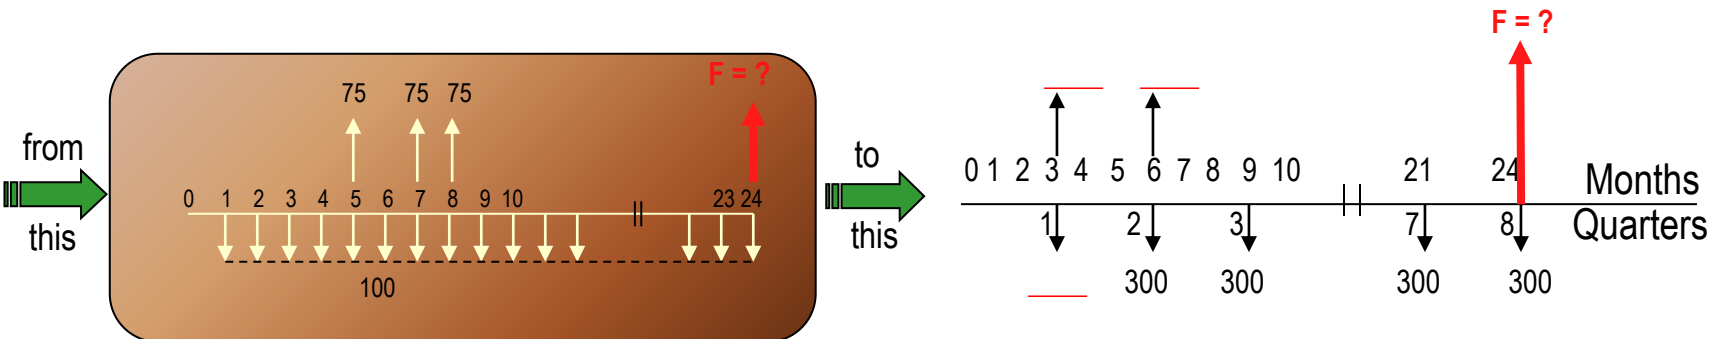 from
this
F = ?
75 75 75
0 1 2 3 4 5 6 7 8 9 10 23 24
100
to
this
F = ?
0 1 2 3 4 5 6 7 8 9 10 21 24 Months
1 2 3 7 8 Quarters
300 300 300 300